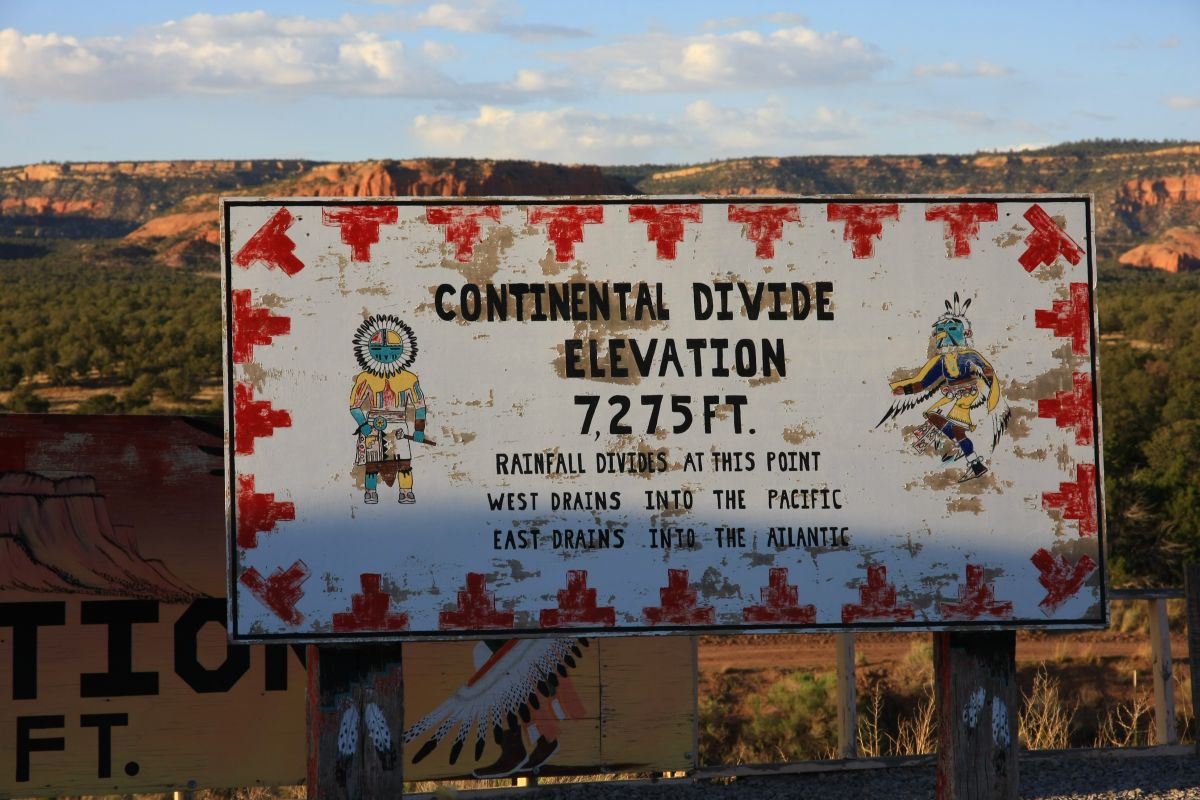 CONTINENTAL DIVIDE
ELEVATION
7,275 FT.
RAINFALL DIVIDES AT THIS POINT
WEST DRAINS INTO THE PACIFIC
EAST DRAINS INTO THE ATLANTIC
TION
FT.